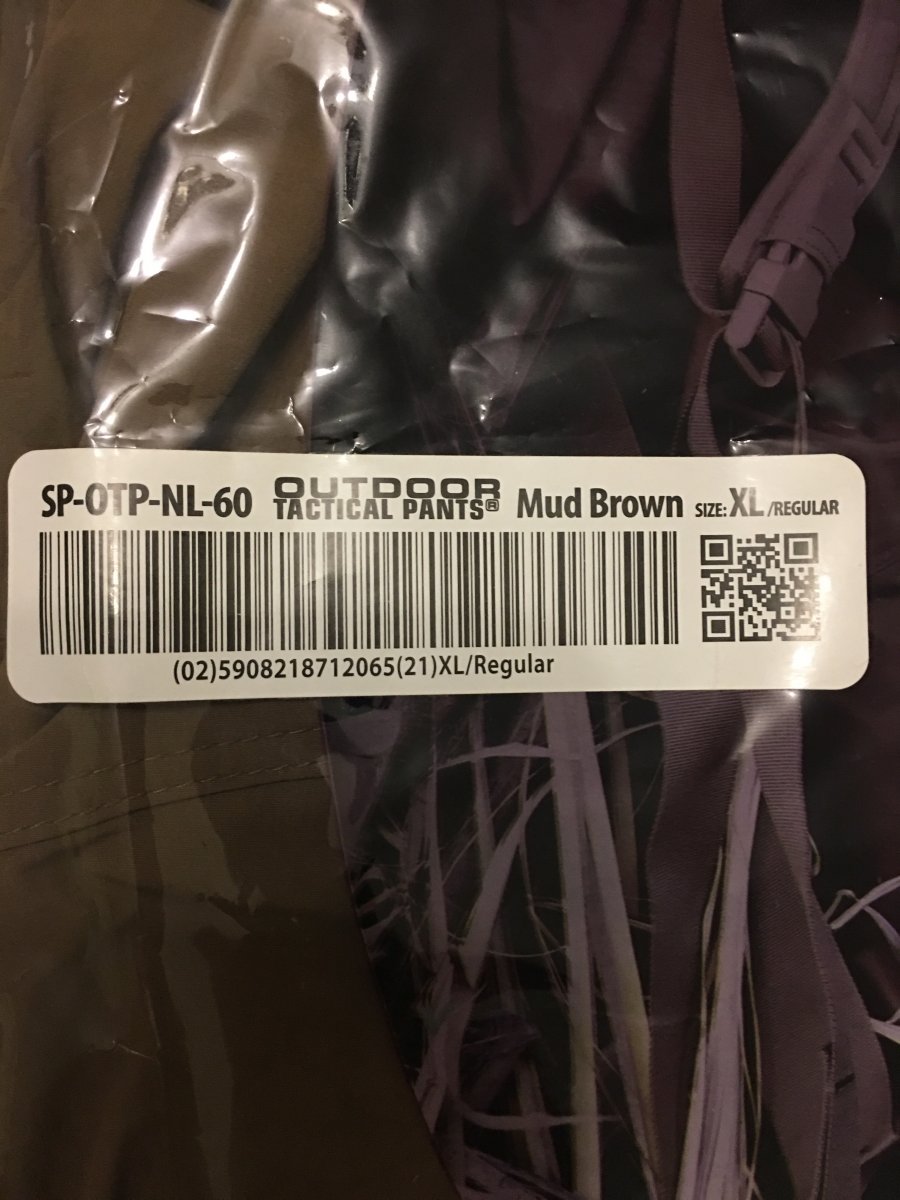 SP-OTP-NL-60 OUTDOOR TACTICAL PANTS® Mud Brown SIZE: XL /REGULAR
(02)5908218712065(21)XL/Regular